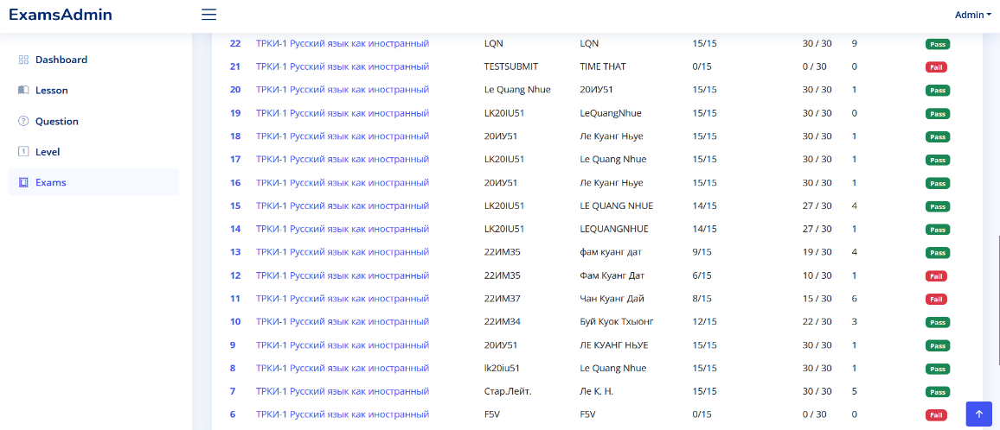 ExamsAdmin
Admin
Dashboard
Lesson
Question
Level
Exams
22 ТРКИ-1 Русский язык как иностранный LQN LQN 15/15 30 / 30 9 Pass
21 ТРКИ-1 Русский язык как иностранный TESTSUBMIT TIME THAT 0/15 0 / 30 0 Fail
20 ТРКИ-1 Русский язык как иностранный Le Quang Nhue 20ИУ51 15/15 30 / 30 1 Pass
19 ТРКИ-1 Русский язык как иностранный LK20IU51 LeQuangNhue 15/15 30 / 30 0 Pass
18 ТРКИ-1 Русский язык как иностранный 20ИУ51 Ле Куанг Ньуе 15/15 30 / 30 1 Pass
17 ТРКИ-1 Русский язык как иностранный LK20IU51 Le Quang Nhue 15/15 30 / 30 1 Pass
16 ТРКИ-1 Русский язык как иностранный 20ИУ51 Ле Куанг Ньуе 15/15 30 / 30 1 Pass
15 ТРКИ-1 Русский язык как иностранный LK20IU51 LE QUANG NHUE 14/15 27 / 30 4 Pass
14 ТРКИ-1 Русский язык как иностранный LK20IU51 LEQUANGNHUE 14/15 27 / 30 1 Pass
13 ТРКИ-1 Русский язык как иностранный 22ИМ35 фам куанг дат 9/15 19 / 30 4 Pass
12 ТРКИ-1 Русский язык как иностранный 22ИМ35 Фам Куанг Дат 6/15 10 / 30 1 Fail
11 ТРКИ-1 Русский язык как иностранный 22ИМ37 Чан Куанг Дай 8/15 15 / 30 6 Fail
10 ТРКИ-1 Русский язык как иностранный 22ИМ34 Буй Куок Тхыонг 12/15 22 / 30 3 Pass
9 ТРКИ-1 Русский язык как иностранный 20ИУ51 ЛЕ КУАНГ НЬУЕ 15/15 30 / 30 1 Pass
8 ТРКИ-1 Русский язык как иностранный lk20iu51 Le Quang Nhue 15/15 30 / 30 1 Pass
7 ТРКИ-1 Русский язык как иностранный Стар.Лейт. Ле К. Н. 15/15 30 / 30 5 Pass
6 ТРКИ-1 Русский язык как иностранный F5V F5V 0/15 0 / 30 0 Fail